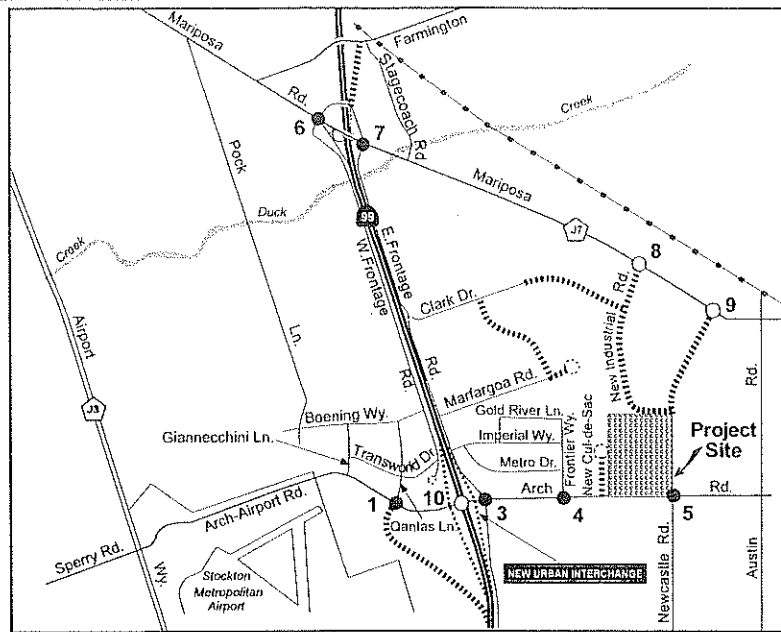 Mariposa
Rd.
Farmington
Stagecoach Rd
6
7
Creek
Pock
Ln.
Duck
Creek
99
Mariposa
J7
E.Frontage
Rd.
W.Frontage
Rd
8
9
Clark Dr.
New Industrial Rd.
Airport
Wy.
J3
Marfargoa Rd.
Boening Wy.
Gold River Ln.
Giannecchini Ln.
Imperial Wy.
Transworld Dr.
Metro Dr.
Frontier Wy.
New Cul-de-Sac
Project
Site
Rd.
Austin
1
10
3
Arch
4
5
Rd.
Arch-Airport Rd.
Qantas Ln.
Sperry Rd.
NEW URBAN INTERCHANGE
Newcastle Rd.
Stockton
Metropolitan
Airport